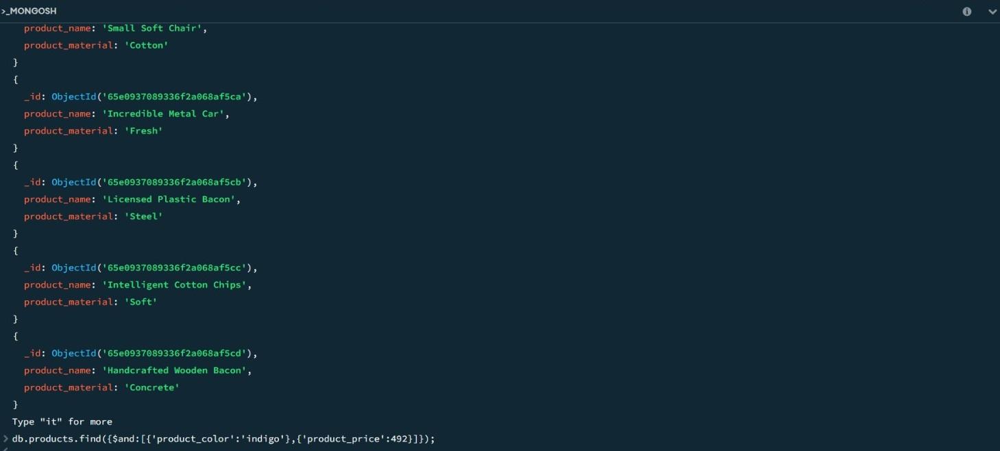 >_MONGOSH
product_name: 'Small Soft Chair',
product_material: 'Cotton'
}
{
_id: ObjectId('65e0937089336f2a068af5ca'),
product_name: 'Incredible Metal Car',
product_material: 'Fresh'
}
{
_id: ObjectId('65e0937089336f2a068af5cb'),
product_name: 'Licensed Plastic Bacon',
product_material: 'Steel'
}
{
_id: ObjectId('65e0937089336f2a068af5cc'),
product_name: 'Intelligent Cotton Chips',
product_material: 'Soft'
}
{
_id: ObjectId('65e0937089336f2a068af5cd'),
product_name: 'Handcrafted Wooden Bacon',
product_material: 'Concrete'
}
Type "it" for more
> db.products.find({$and:[{'product_color':'indigo'},{'product_price':492}]});